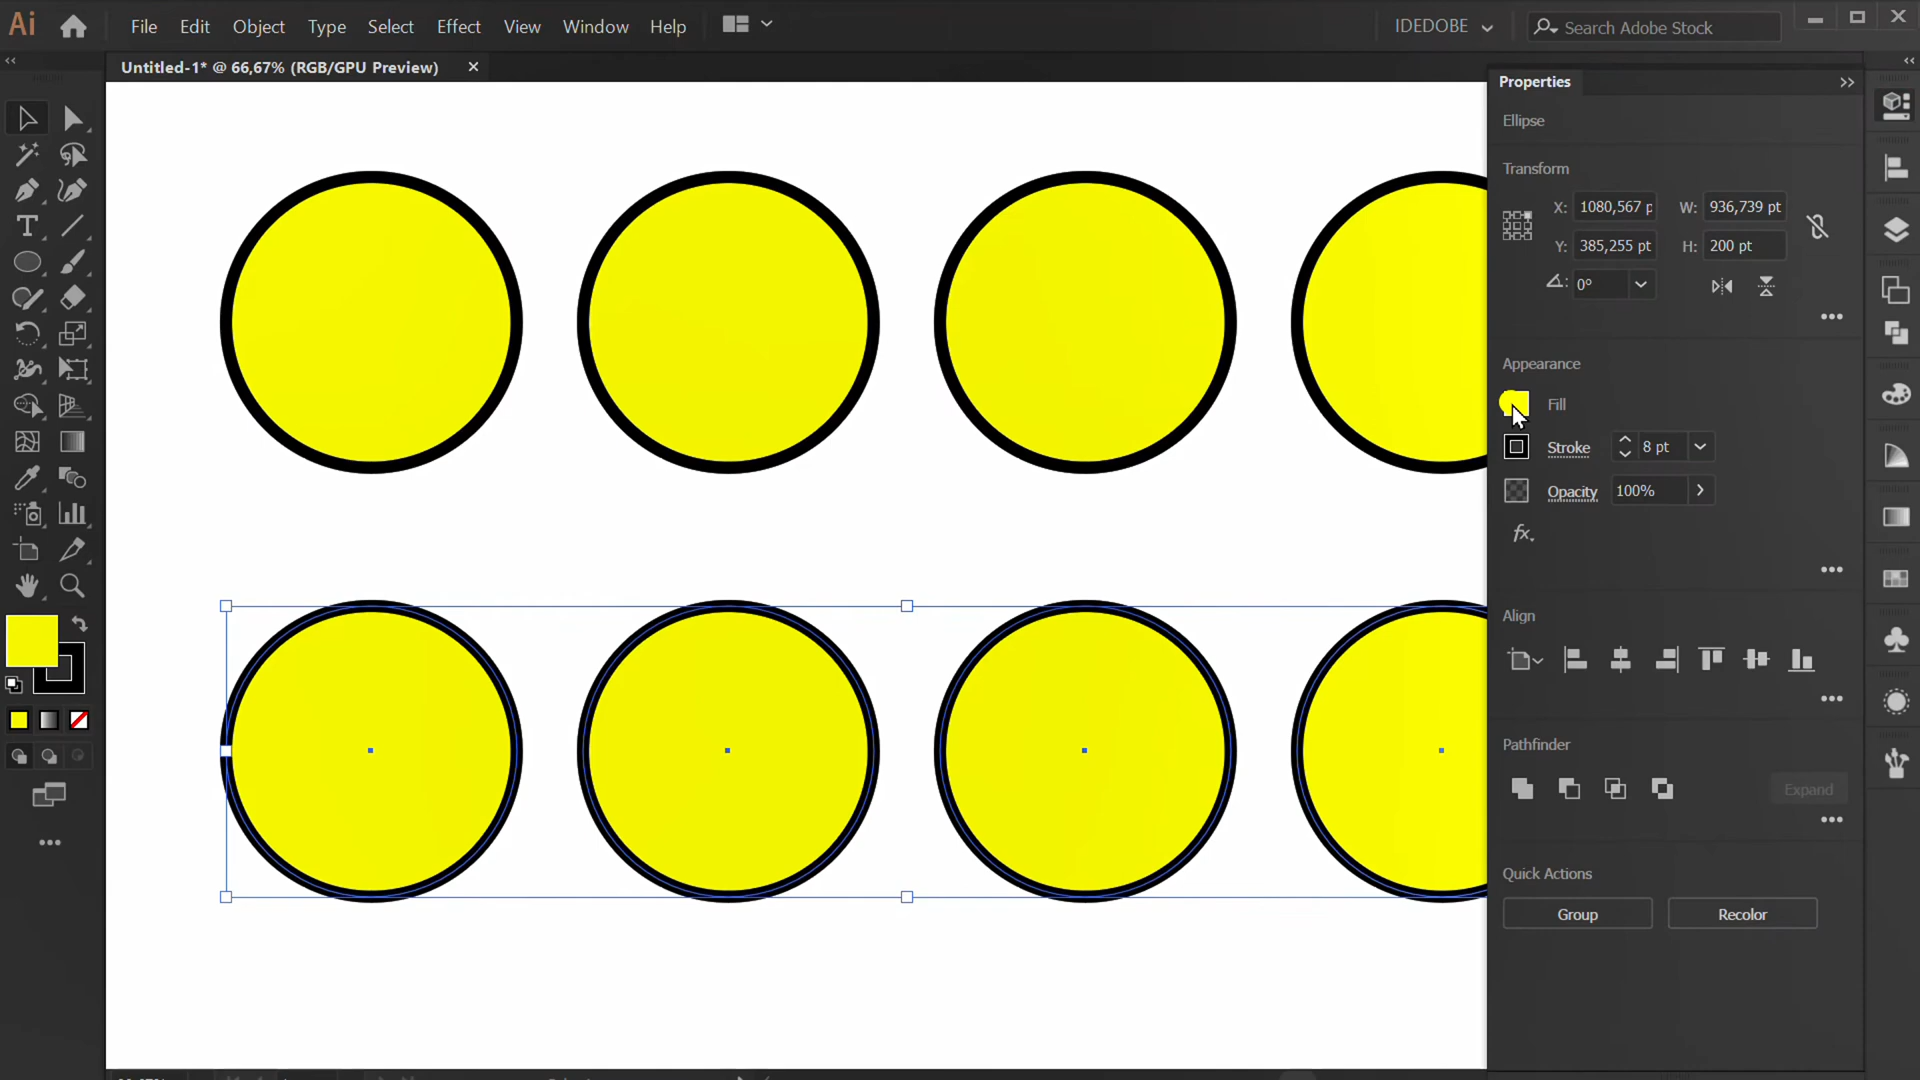 Ai File Edit Object Type Select Effect View Window Help IDEDOBE Search Adobe Stock
Untitled-1* @ 66,67% (RGB/GPU Preview)
Properties
Ellipse
Transform
X: 1080,567 p W: 936,739 pt
Y: 385,255 pt H: 200 pt
0°
Appearance
Fill
Stroke 8 pt
Opacity 100%
fx
Align
Pathfinder
Expand
Quick Actions
Group Recolor